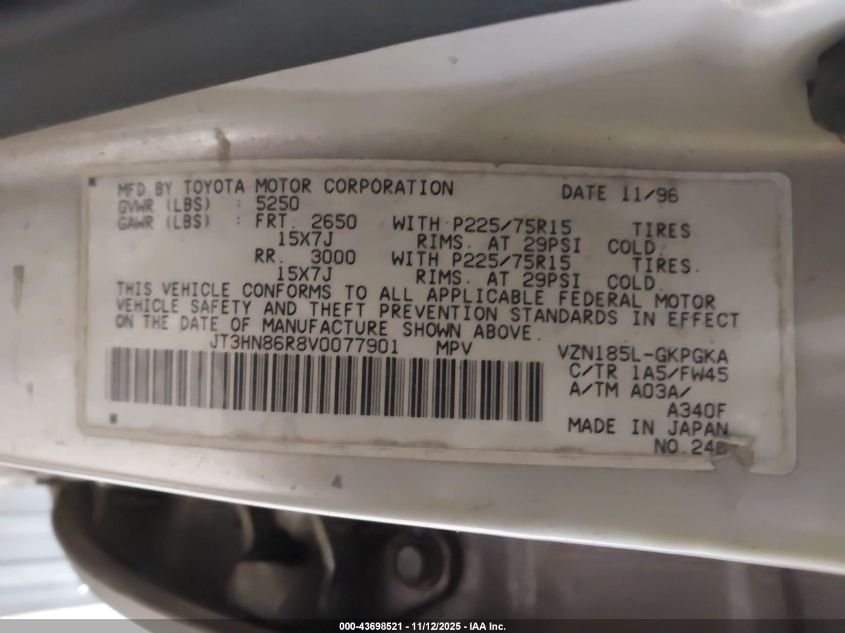 MFD BY TOYOTA MOTOR CORPORATION DATE 11/96
GVWR (LBS) : 5250
GAWR (LBS) : FRT. 2650 WITH P225/75R15 TIRES
15X7J RIMS. AT 29PSI COLD.
RR. 3000 WITH P225/75R15 TIRES.
15X7J RIMS. AT 29PSI COLD.
THIS VEHICLE CONFORMS TO ALL APPLICABLE FEDERAL MOTOR
VEHICLE SAFETY AND THEFT PREVENTION STANDARDS IN EFFECT
ON THE DATE OF MANUFACTURE SHOWN ABOVE.
JT3HN86R8V0077901 MPV VZN185L-GKPGKA
C/TR 1A5/FW45
A/TM A03A/
A340F
MADE IN JAPAN
NO.
000-43698521 - 11/12/2025 - IAA Inc.